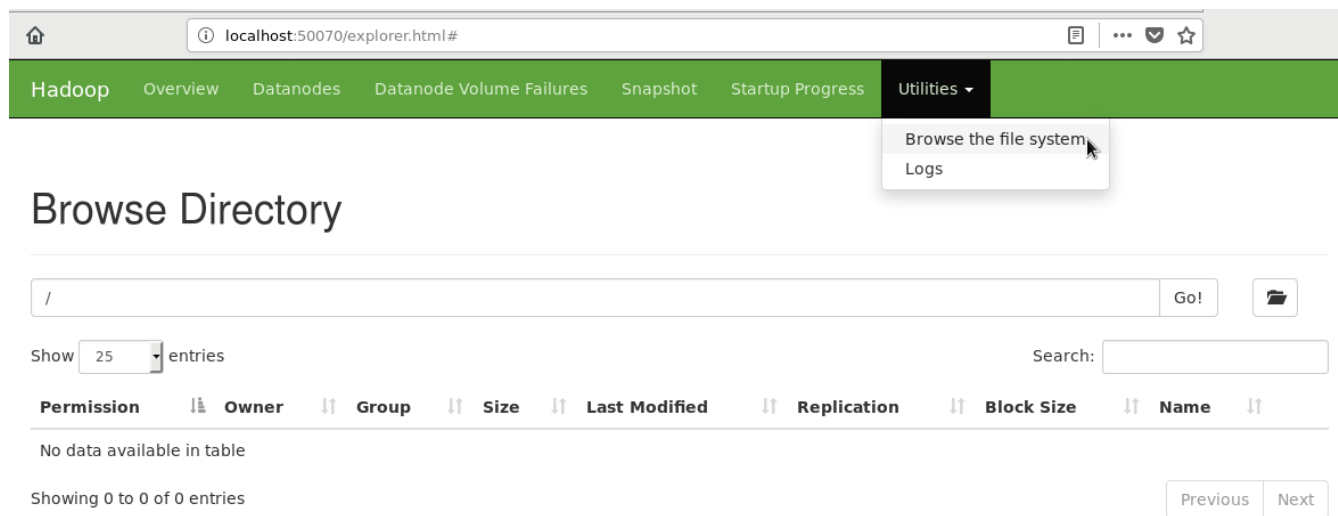 localhost:50070/explorer.html#
Hadoop Overview Datanodes Datanode Volume Failures Snapshot Startup Progress Utilities
Browse the file system
Logs
Browse Directory
/ Go!
Show 25 entries Search:
Permission Owner Group Size Last Modified Replication Block Size Name
No data available in table
Showing 0 to 0 of 0 entries Previous Next